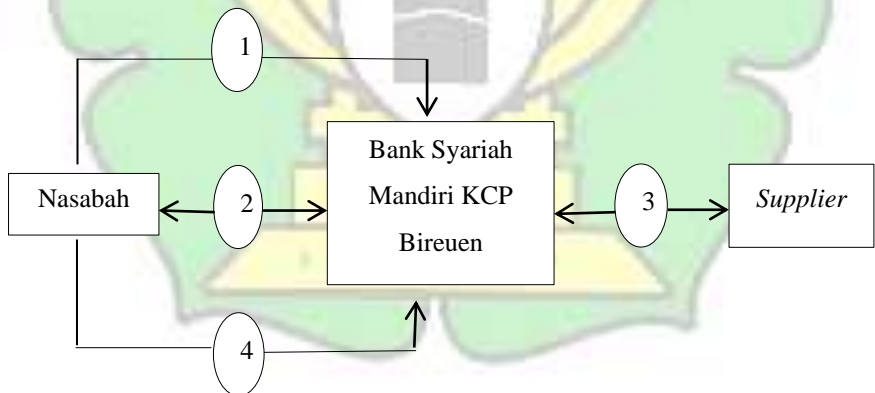 1
Bank Syariah
Mandiri KCP
Bireuen
Nasabah
2
3
Supplier
4